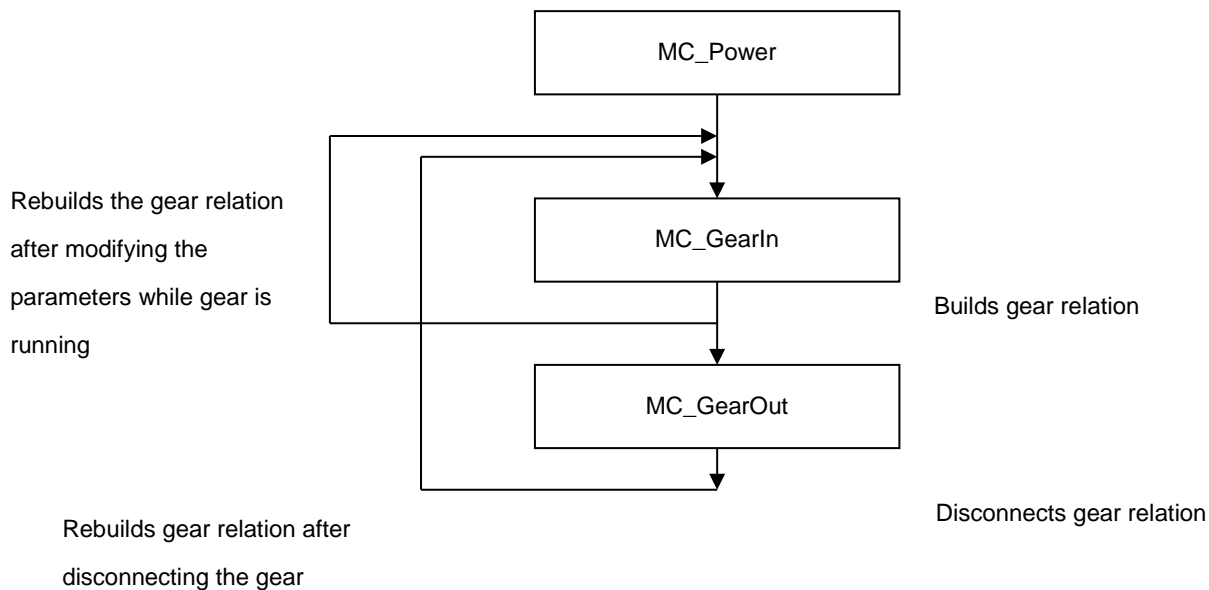 MC_Power
Rebuilds the gear relation
after modifying the
parameters while gear is
running
MC_GearIn
Builds gear relation
MC_GearOut
Disconnects gear relation
Rebuilds gear relation after
disconnecting the gear